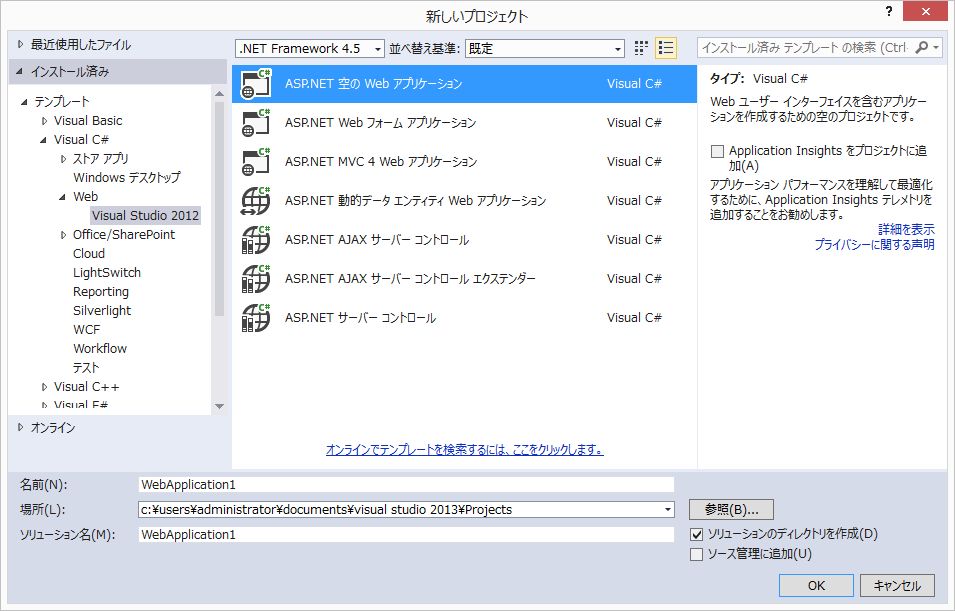 新しいプロジェクト
?
最近使用したファイル
.NET Framework 4.5
並べ替え基準:
既定
インストール済み テンプレート の検索 (Ctrl-
インストール済み
テンプレート
Visual Basic
Visual C#
ストア アプリ
Windows デスクトップ
Web
Visual Studio 2012
Office/SharePoint
Cloud
LightSwitch
Reporting
Silverlight
WCF
Workflow
テスト
Visual C++
Visual F#
オンライン
ASP.NET 空の Web アプリケーション Visual C#
ASP.NET Web フォーム アプリケーション Visual C#
ASP.NET MVC 4 Web アプリケーション Visual C#
ASP.NET 動的データ エンティティ Web アプリケーション Visual C#
ASP.NET AJAX サーバー コントロール Visual C#
ASP.NET AJAX サーバー コントロール エクステンダー Visual C#
ASP.NET サーバー コントロール Visual C#
オンラインでテンプレートを検索するには、ここをクリックします。
タイプ: Visual C#
Web ユーザー インターフェイスを含むアプリケー
ションを作成するための空のプロジェクトです。
Application Insights をプロジェクトに追
加(A)
アプリケーション パフォーマンスを理解して最適化
するために、Application Insights テレメトリを
追加することをお勧めします。
詳細を表示
プライバシーに関する声明
名前(N):
WebApplication1
場所(L):
c:¥users¥administrator¥documents¥visual studio 2013¥Projects
参照(B)...
ソリューション名(M):
WebApplication1
ソリューションのディレクトリを作成(D)
ソース管理に追加(U)
OK
キャンセル